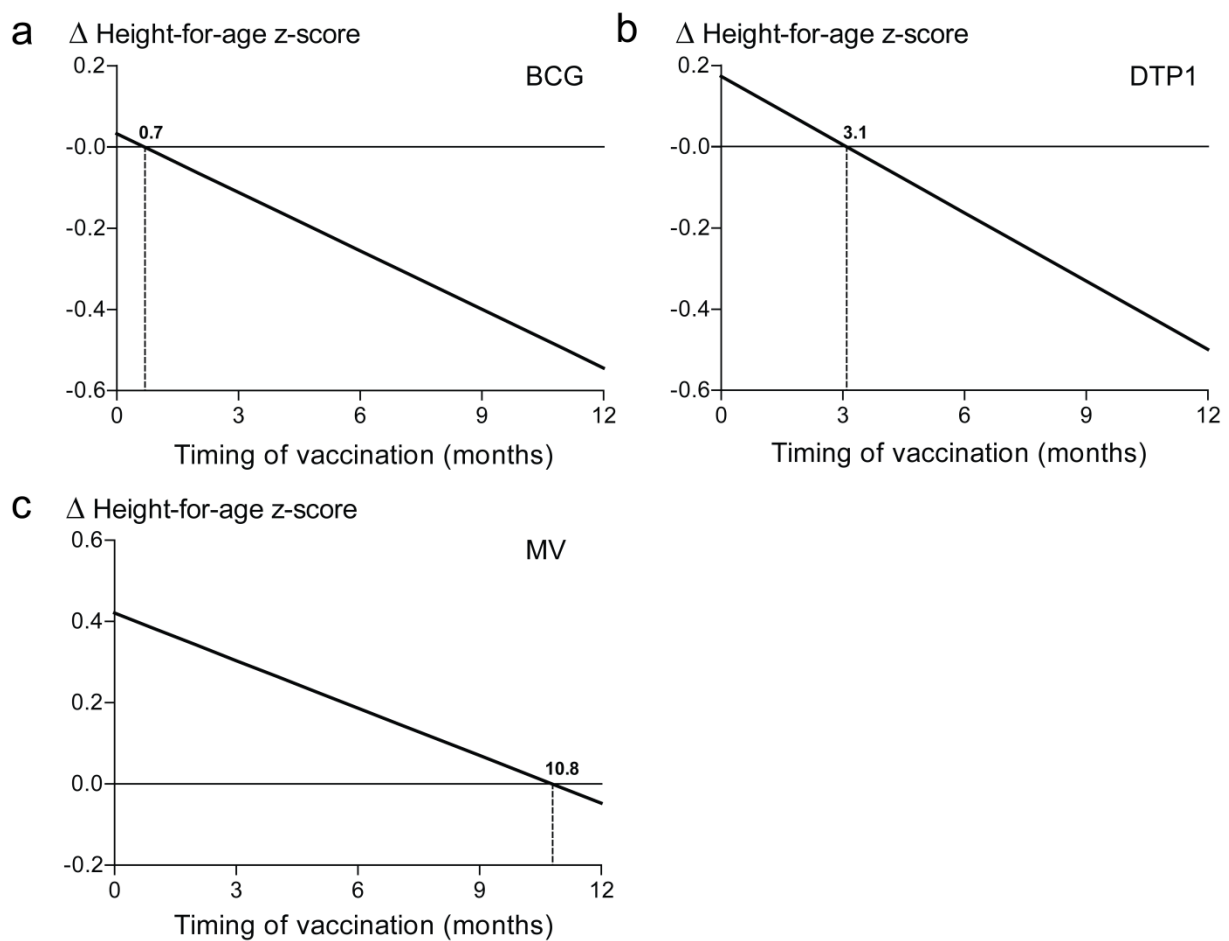 a Δ Height-for-age z-score
BCG
0.2
-0.0
-0.2
-0.4
-0.6
0.7
0 3 6 9 12
Timing of vaccination (months)
b Δ Height-for-age z-score
DTP1
0.2
-0.0
-0.2
-0.4
-0.6
3.1
0 3 6 9 12
Timing of vaccination (months)
c Δ Height-for-age z-score
MV
0.6
0.4
0.2
0.0
-0.2
10.8
0 3 6 9 12
Timing of vaccination (months)